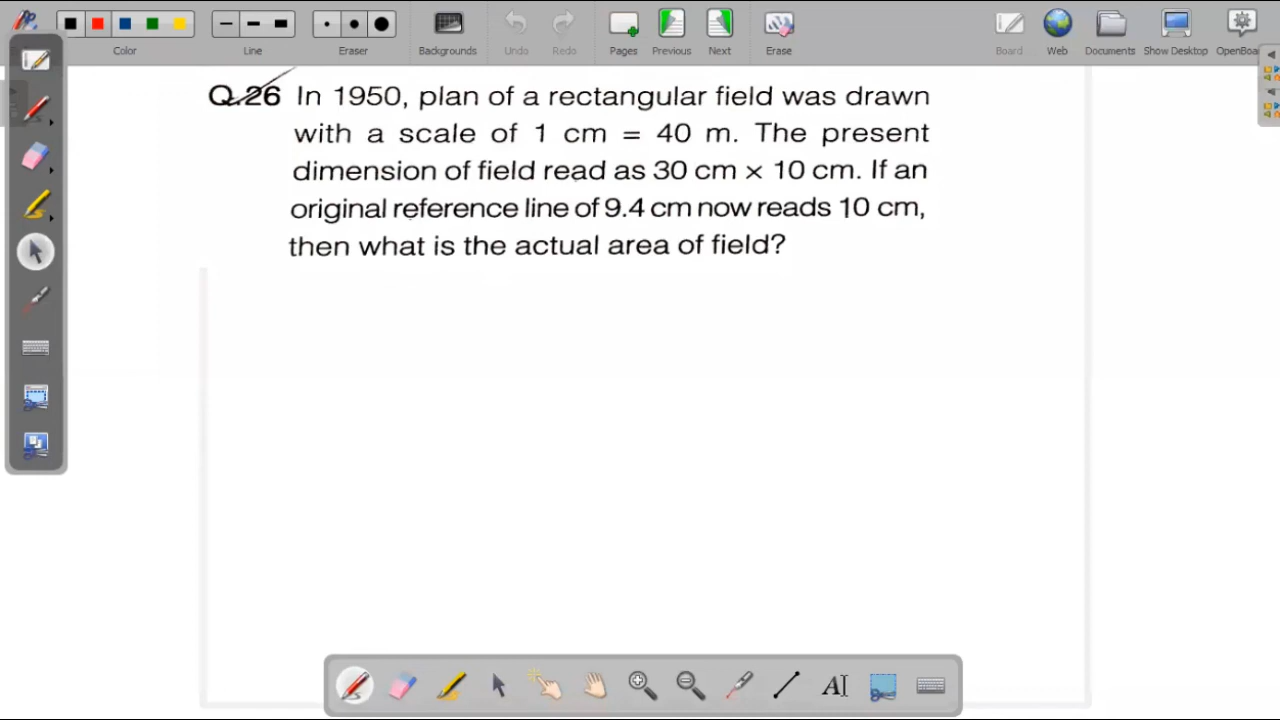 Color
Line
Eraser
Backgrounds
Undo
Redo
Pages
Previous
Next
Erase
Board
Web
Documents
Show Desktop
OpenBoa
Q.26 In 1950, plan of a rectangular field was drawn
with a scale of 1 cm = 40 m. The present
dimension of field read as 30 cm × 10 cm. If an
original reference line of 9.4 cm now reads 10 cm,
then what is the actual area of field?
AI